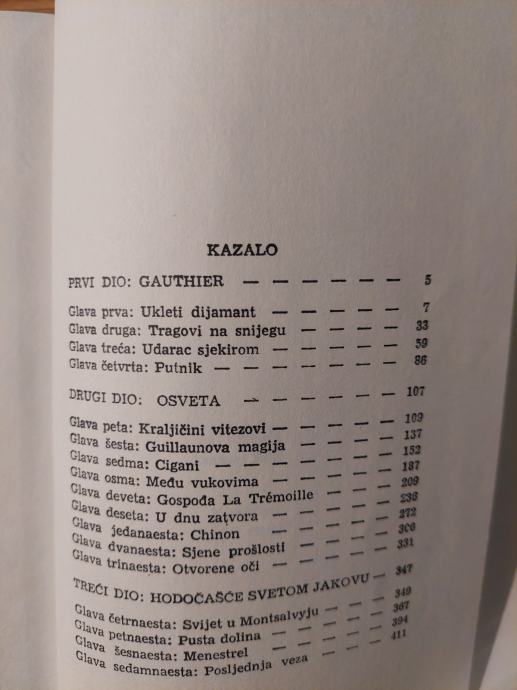 KAZALO
PRVI DIO: GAUTHIER — — — — — — 5
Glava prva: Ukleti dijamant — — — — — 7
Glava druga: Tragovi na snijegu — — — — 33
Glava treća: Udarac sjekirom — — — — — 59
Glava četvrta: Putnik — — — — — — — 86
DRUGI DIO: OSVETA — — — — — — 107
Glava peta: Kraljičini vitezovi — — — — — 109
Glava šesta: Guillaunova magija — — — — 137
Glava sedma: Cigani — — — — — — — 152
Glava osma: Među vukovima — — — — — 187
Glava deveta: Gospođa La Trémoille — — — 209
Glava deseta: U dnu zatvora — — — — — 236
Glava jedanaesta: Chinon — — — — — 272
Glava dvanaesta: Sjene prošlosti — — — — 306
Glava trinaesta: Otvorene oči — — — — — 331
TREĆI DIO: HODOČAŠĆE SVETOM JAKOVU — 347
Glava četrnaesta: Svijet u Montsalvyju — — — 349
Glava petnaesta: Pusta dolina — — — — — 367
Glava šesnaesta: Menestrel — — — — — 394
Glava sedamnaesta: Posljednja veza — — — — 411